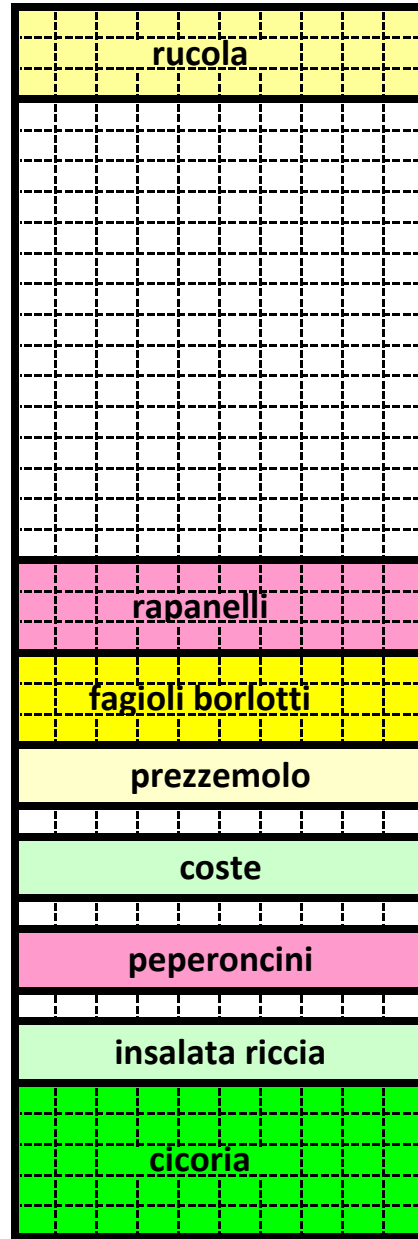 rucola
rapanelli
fagioli borlotti
prezzemolo
coste
peperoncini
insalata riccia
cicoria